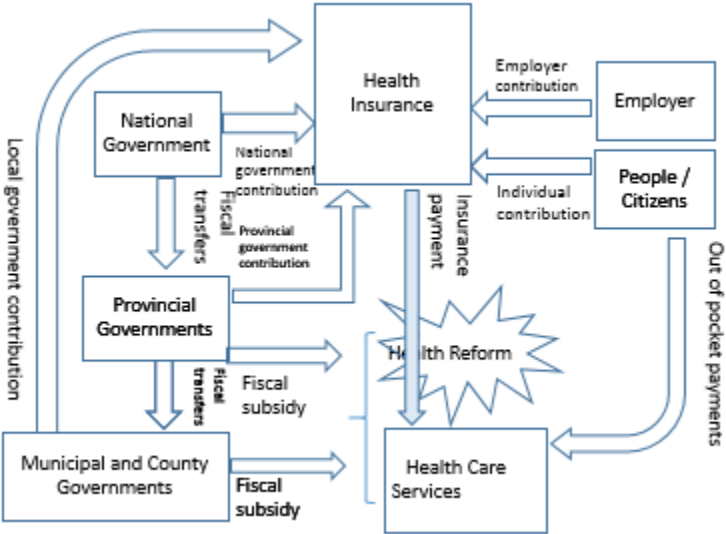 Health
Insurance
Employer
contribution
Employer
National
Government
National
government
contribution
Fiscal
transfers
Local government contribution
Provincial
government
contribution
Insurance
payment
Individual
contribution
People /
Citizens
Out of pocket payments
Provincial
Governments
Health Reform
Fiscal
transfers
Fiscal
subsidy
Municipal and County
Governments
Fiscal
subsidy
Health Care
Services